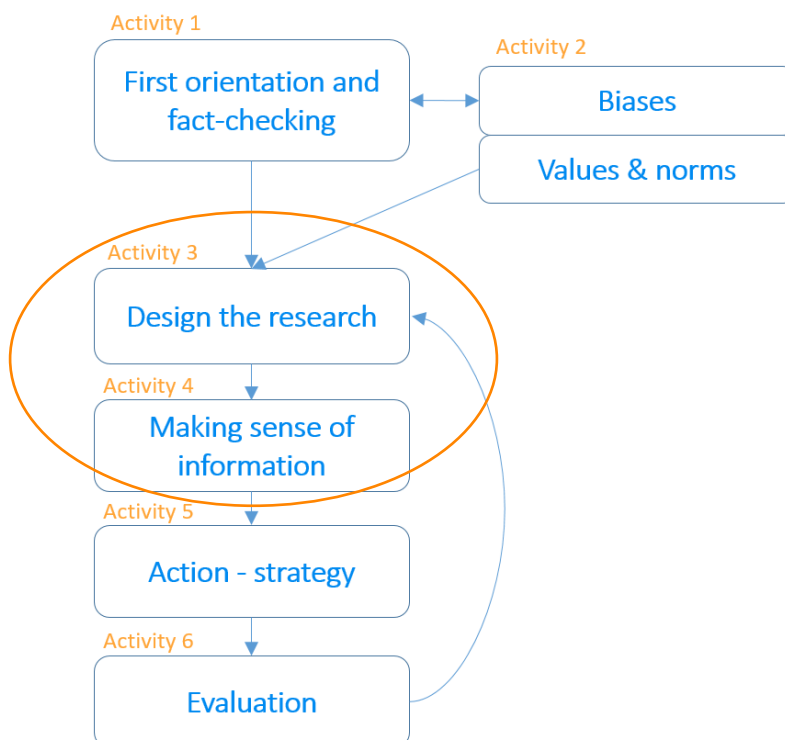 Activity 1
First orientation and
fact-checking
Activity 2
Biases
Values & norms
Activity 3
Design the research
Activity 4
Making sense of
information
Activity 5
Action - strategy
Activity 6
Evaluation